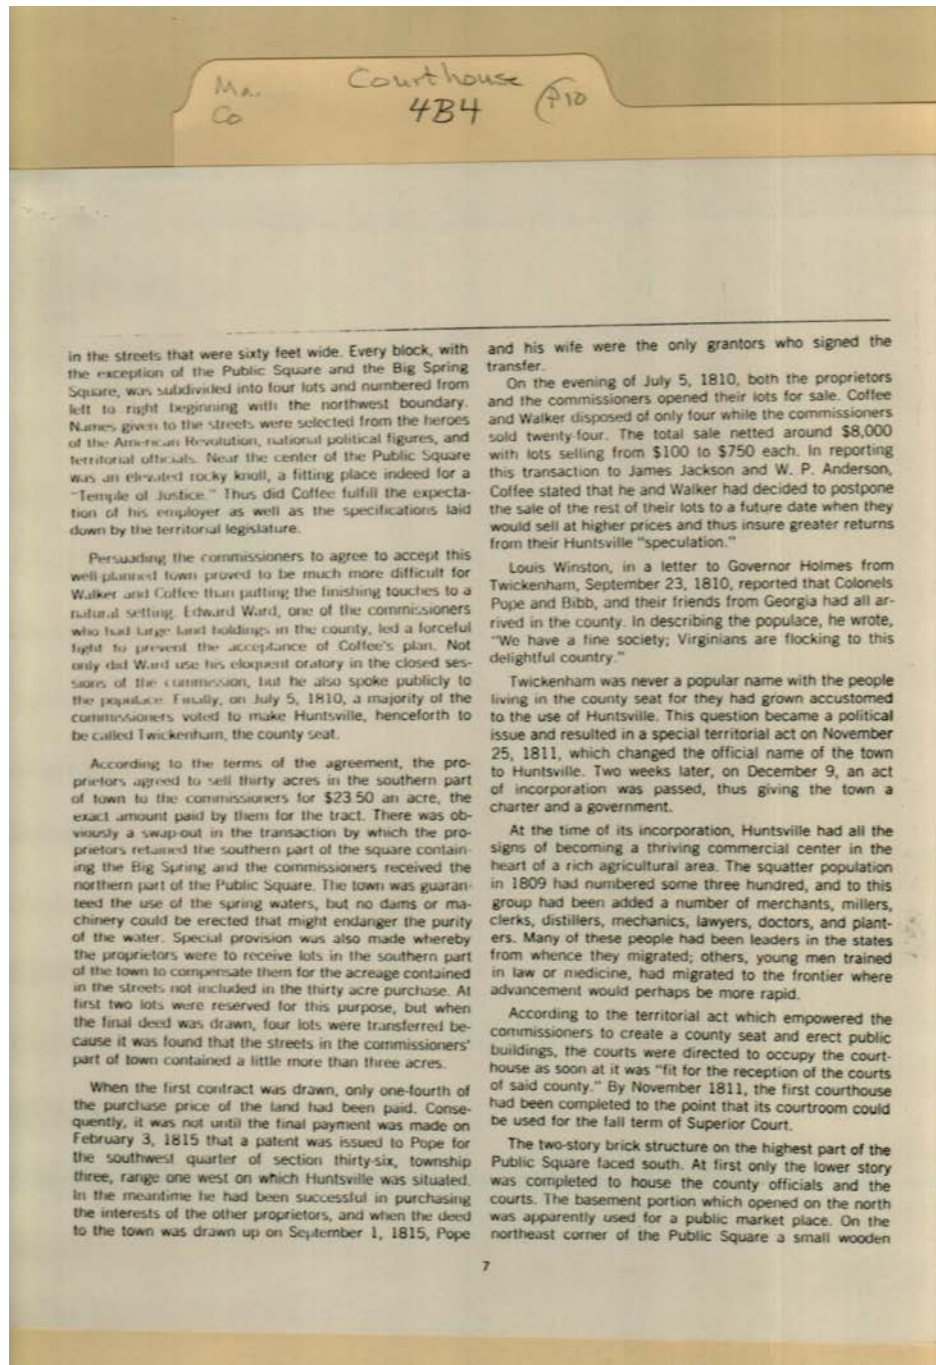 Ma. Courthouse
Co 4B4 P10
in the streets that were sixty feet wide. Every block, with
the exception of the Public Square and the Big Spring
Square, was subdivided into four lots and numbered from
left to right beginning with the northwest boundary.
Names given to the streets were selected from the heroes
of the American Revolution, national political figures, and
territorial officials. Near the center of the Public Square
was an elevated rocky knoll, a fitting place indeed for a
"Temple of Justice." Thus did Coffee fulfill the expecta-
tion of his employer as well as the specifications laid
down by the territorial legislature.
Persuading the commissioners to agree to accept this
well-planned town proved to be much more difficult for
Walker and Coffee than putting the finishing touches to a
natural setting. Edward Ward, one of the commissioners
who had large land holdings in the county, led a forceful
fight to prevent the acceptance of Coffee's plan. Not
only did Ward use his eloquent oratory in the closed ses-
sions of the commission, but he also spoke publicly to
the populace. Finally, on July 5, 1810, a majority of the
commissioners voted to make Huntsville, henceforth to
be called Twickenham, the county seat.
According to the terms of the agreement, the pro-
prietors agreed to sell thirty acres in the southern part
of town to the commissioners for $23.50 an acre, the
exact amount paid by them for the tract. There was ob-
viously a swap-out in the transaction by which the pro-
prietors retained the southern part of the square contain-
ing the Big Spring and the commissioners received the
northern part of the Public Square. The town was guaran-
teed the use of the spring waters, but no dams or ma-
chinery could be erected that might endanger the purity
of the water. Special provision was also made whereby
the proprietors were to receive lots in the southern part
of the town to compensate them for the acreage contained
in the streets not included in the thirty acre purchase. At
first two lots were reserved for this purpose, but when
the final deed was drawn, four lots were transferred be-
cause it was found that the streets in the commissioners'
part of town contained a little more than three acres.
When the first contract was drawn, only one-fourth of
the purchase price of the land had been paid. Conse-
quently, it was not until the final payment was made on
February 3, 1815 that a patent was issued to Pope for
the southwest quarter of section thirty-six, township
three, range one west on which Huntsville was situated.
In the meantime he had been successful in purchasing
the interests of the other proprietors, and when the deed
to the town was drawn up on September 1, 1815, Pope
and his wife were the only grantors who signed the
transfer.
On the evening of July 5, 1810, both the proprietors
and the commissioners opened their lots for sale. Coffee
and Walker disposed of only four while the commissioners
sold twenty-four. The total sale netted around $8,000
with lots selling from $100 to $750 each. In reporting
this transaction to James Jackson and W. P. Anderson,
Coffee stated that he and Walker had decided to postpone
the sale of the rest of their lots to a future date when they
would sell at higher prices and thus insure greater returns
from their Huntsville "speculation."
Louis Winston, in a letter to Governor Holmes from
Twickenham, September 23, 1810, reported that Colonels
Pope and Bibb, and their friends from Georgia had all ar-
rived in the county. In describing the populace, he wrote,
"We have a fine society; Virginians are flocking to this
delightful country."
Twickenham was never a popular name with the people
living in the county seat for they had grown accustomed
to the use of Huntsville. This question became a political
issue and resulted in a special territorial act on November
25, 1811, which changed the official name of the town
to Huntsville. Two weeks later, on December 9, an act
of incorporation was passed, thus giving the town a
charter and a government.
At the time of its incorporation, Huntsville had all the
signs of becoming a thriving commercial center in the
heart of a rich agricultural area. The squatter population
in 1809 had numbered some three hundred, and to this
group had been added a number of merchants, millers,
clerks, distillers, mechanics, lawyers, doctors, and plant-
ers. Many of these people had been leaders in the states
from whence they migrated; others, young men trained
in law or medicine, had migrated to the frontier where
advancement would perhaps be more rapid.
According to the territorial act which empowered the
commissioners to create a county seat and erect public
buildings, the courts were directed to occupy the court-
house as soon at it was "fit for the reception of the courts
of said county." By November 1811, the first courthouse
had been completed to the point that its courtroom could
be used for the fall term of Superior Court.
The two-story brick structure on the highest part of the
Public Square faced south. At first only the lower story
was completed to house the county officials and the
courts. The basement portion which opened on the north
was apparently used for a public market place. On the
northeast corner of the Public Square a small wooden
7